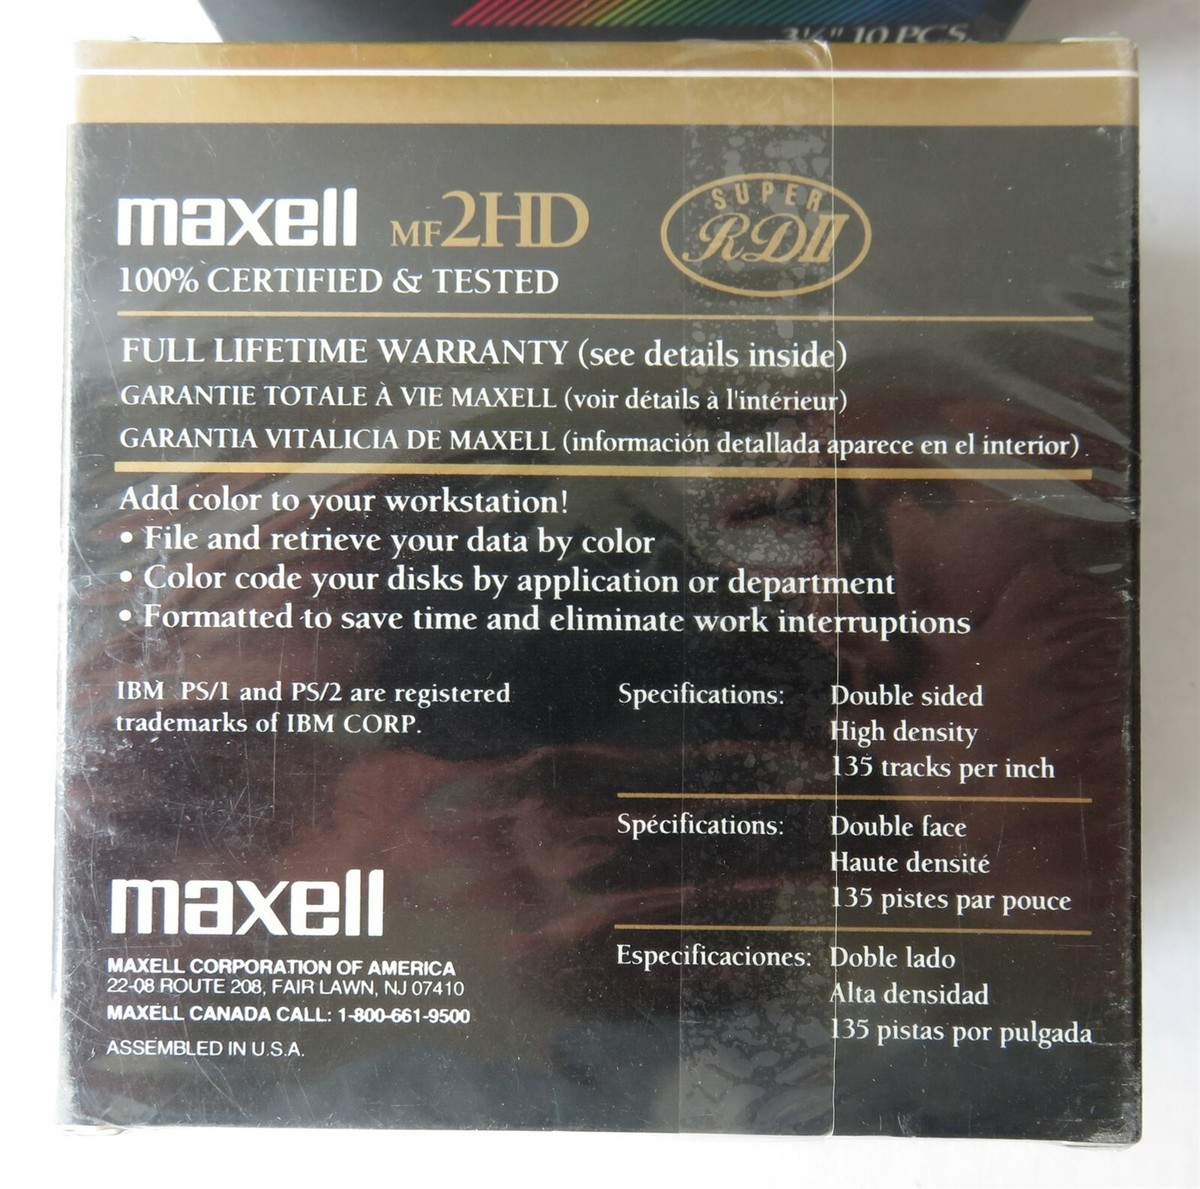 3½" 10 PCS.
maxell MF2HD SUPER RDII
100% CERTIFIED & TESTED
FULL LIFETIME WARRANTY (see details inside)
GARANTIE TOTALE À VIE MAXELL (voir détails à l'intérieur)
GARANTIA VITALICIA DE MAXELL (información detallada aparece en el interior)
Add color to your workstation!
• File and retrieve your data by color
• Color code your disks by application or department
• Formatted to save time and eliminate work interruptions
IBM PS/1 and PS/2 are registered
trademarks of IBM CORP.
Specifications: Double sided
High density
135 tracks per inch
Spécifications: Double face
Haute densité
135 pistes par pouce
Especificaciones: Doble lado
Alta densidad
135 pistas por pulgada
maxell
MAXELL CORPORATION OF AMERICA
22-08 ROUTE 208, FAIR LAWN, NJ 07410
MAXELL CANADA CALL: 1-800-661-9500
ASSEMBLED IN U.S.A.